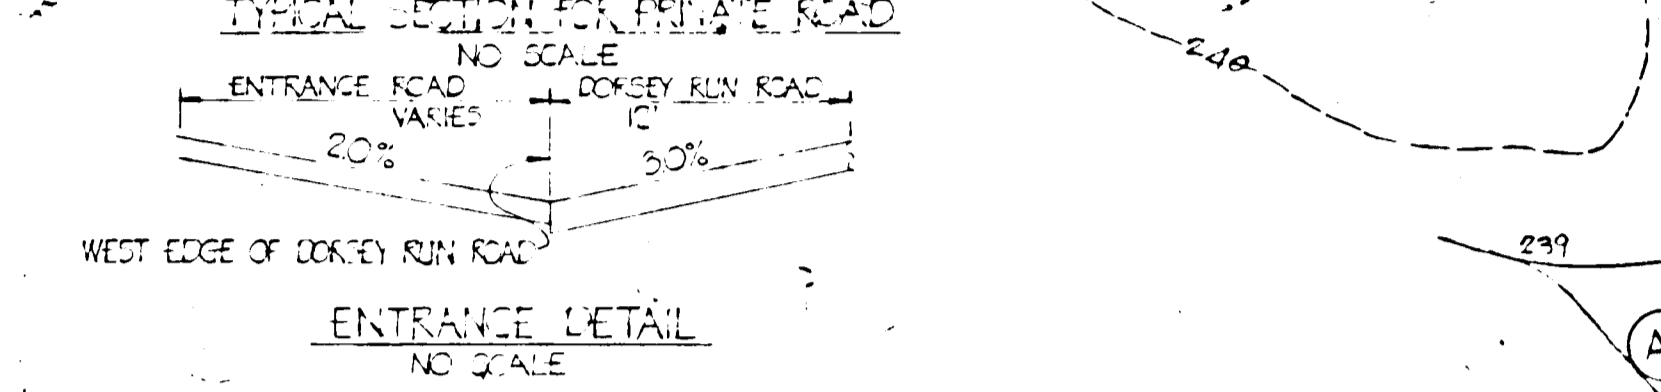 TYPICAL SECTION FOR PRIVATE ROAD
NO SCALE
ENTRANCE ROAD
VARIES
DORSEY RUN ROAD
2.0%
3.0%
WEST EDGE OF DORSEY RUN ROAD
ENTRANCE DETAIL
NO SCALE
240
239
A